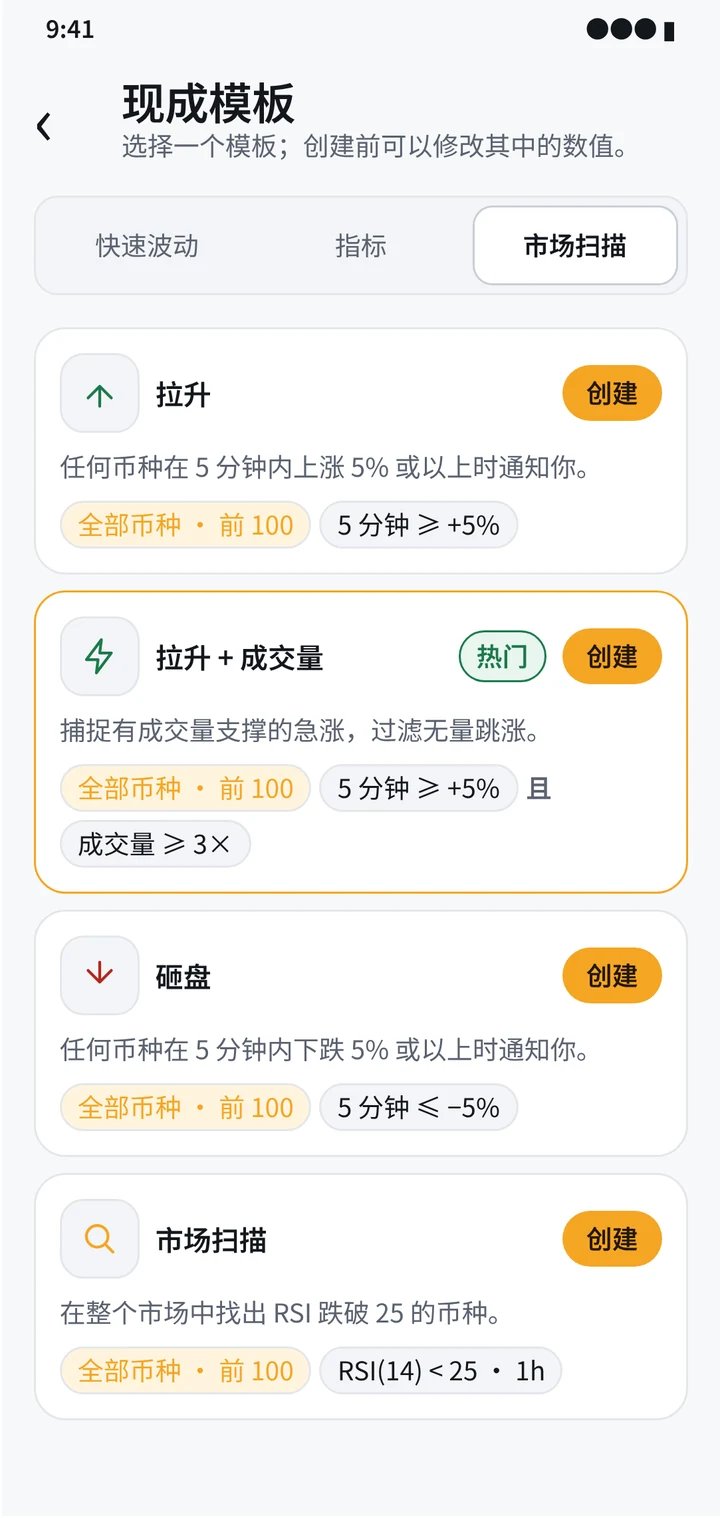 9:41
现成模板
选择一个模板；创建前可以修改其中的数值。
快速波动
指标
市场扫描
拉升
创建
任何币种在 5 分钟内上涨 5% 或以上时通知你。
全部币种 · 前 100
5 分钟 ≥ +5%
拉升 + 成交量
热门
创建
捕捉有成交量支撑的急涨，过滤无量跳涨。
全部币种 · 前 100
5 分钟 ≥ +5%
且
成交量 ≥ 3×
砸盘
创建
任何币种在 5 分钟内下跌 5% 或以上时通知你。
全部币种 · 前 100
5 分钟 ≤ −5%
市场扫描
创建
在整个市场中找出 RSI 跌破 25 的币种。
全部币种 · 前 100
RSI(14) < 25 · 1h